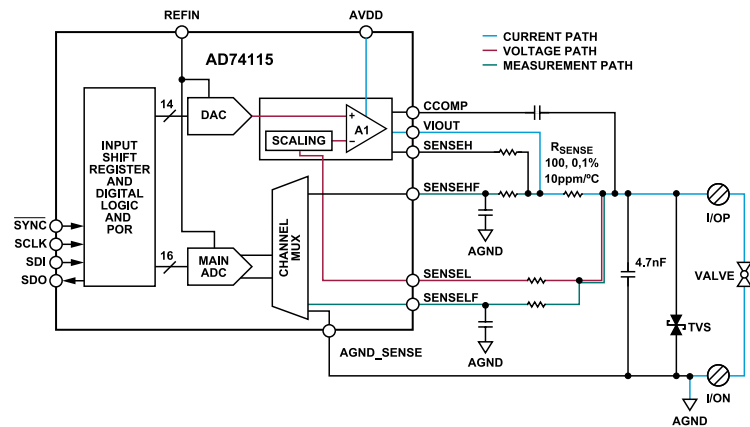 REFIN
AVDD
CURRENT PATH
VOLTAGE PATH
MEASUREMENT PATH
AD74115
14
DAC
+
A1
−
SCALING
CCOMP
VIOUT
SENSEH
RSENSE
100, 0,1%
10ppm/ºC
INPUT
SHIFT
REGISTER
AND
DIGITAL
LOGIC
AND
POR
SENSEHF
I/OP
SYNC
SCLK
SDI
SDO
16
MAIN
ADC
CHANNEL
MUX
AGND
SENSEL
4.7nF
VALVE
SENSELF
TVS
AGND_SENSE
AGND
I/ON
AGND